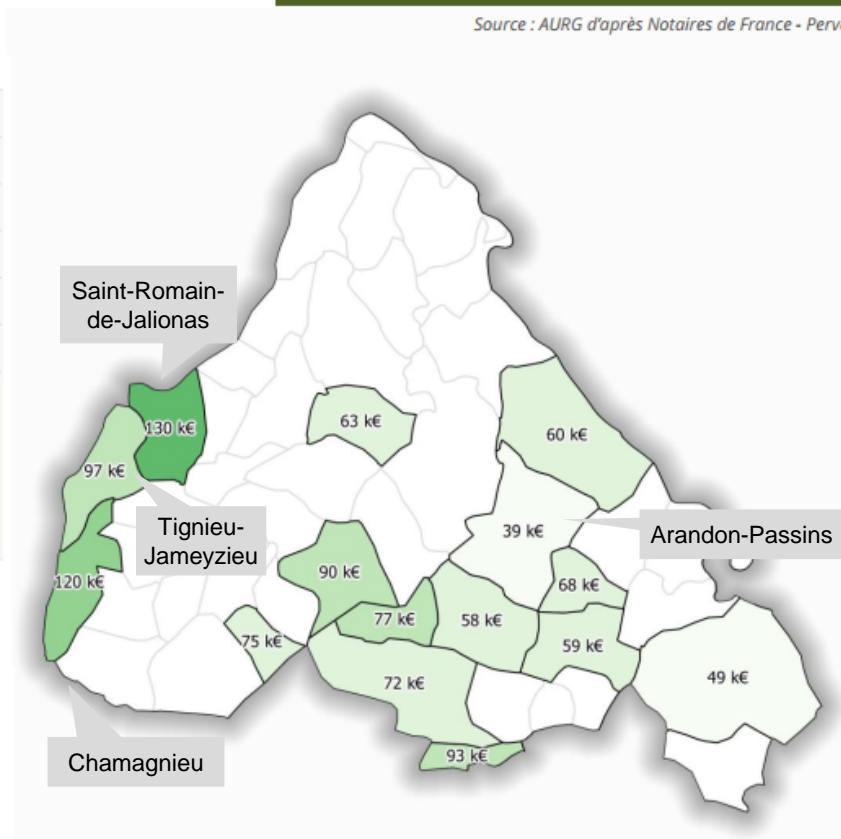 Source : AURG d'après Notaires de France - Perv
Saint-Romain-
de-Jalionas
130 k€
63 k€
60 k€
97 k€
Tignieu-
Jameyzieu
39 k€
Arandon-Passins
120 k€
90 k€
68 k€
77 k€
58 k€
75 k€
59 k€
72 k€
49 k€
93 k€
Chamagnieu